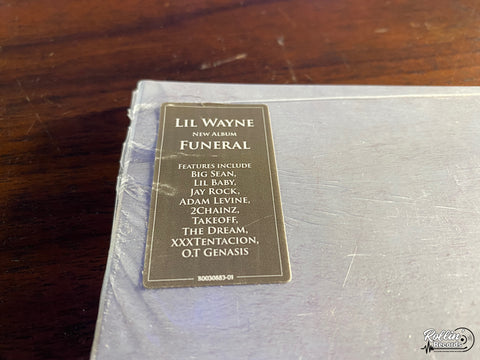 LIL WAYNE
NEW ALBUM
FUNERAL
FEATURES INCLUDE
BIG SEAN,
LIL BABY,
JAY ROCK,
ADAM LEVINE,
2CHAINZ,
TAKEOFF,
THE DREAM,
XXXTENTACION,
O.T GENASIS
B0030883-01
Rollin'
Records